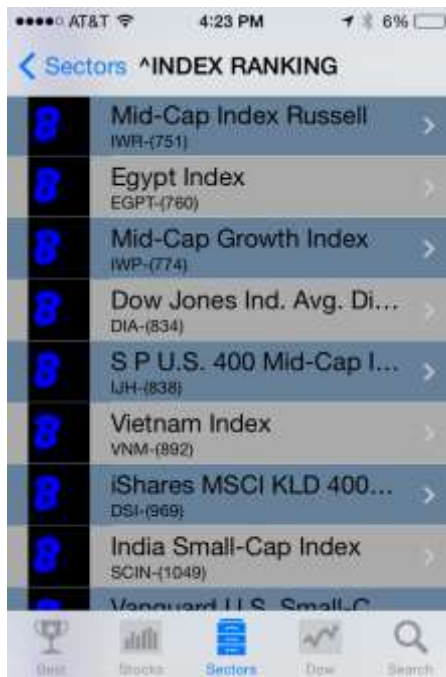 AT&T 4:23 PM 6%
Sectors ^INDEX RANKING
8 Mid-Cap Index Russell
IWR-(751)
8 Egypt Index
EGPT-(760)
8 Mid-Cap Growth Index
IWP-(774)
8 Dow Jones Ind. Avg. Di...
DIA-(834)
8 S P U.S. 400 Mid-Cap I...
IJH-(838)
8 Vietnam Index
VNM-(892)
8 iShares MSCI KLD 400...
DSI-(969)
8 India Small-Cap Index
SCIN-(1049)
Vanguard U.S. Small-C
Best Stocks Sectors Dow Search